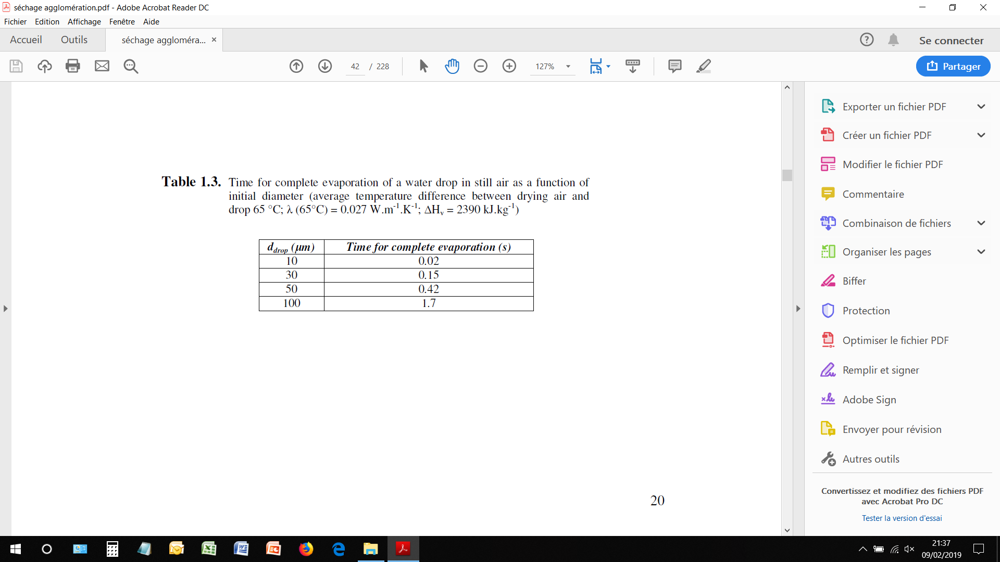 séchage agglomération.pdf - Adobe Acrobat Reader DC
Fichier Edition Affichage Fenêtre Aide
Accueil Outils séchage aggloméra... × ? Se connecter
42 / 228 127% Partager
Table 1.3. Time for complete evaporation of a water drop in still air as a function of
initial diameter (average temperature difference between drying air and
drop 65 °C; λ (65°C) = 0.027 W.m⁻¹.K⁻¹; ΔHᵥ = 2390 kJ.kg⁻¹)
d_drop (μm) Time for complete evaporation (s)
10 0.02
30 0.15
50 0.42
100 1.7
20
Exporter un fichier PDF
Créer un fichier PDF
Modifier le fichier PDF
Commentaire
Combinaison de fichiers
Organiser les pages
Biffer
Protection
Optimiser le fichier PDF
Remplir et signer
Adobe Sign
Envoyer pour révision
Autres outils
Convertissez et modifiez des fichiers PDF
avec Acrobat Pro DC
Tester la version d'essai
21:37
09/02/2019